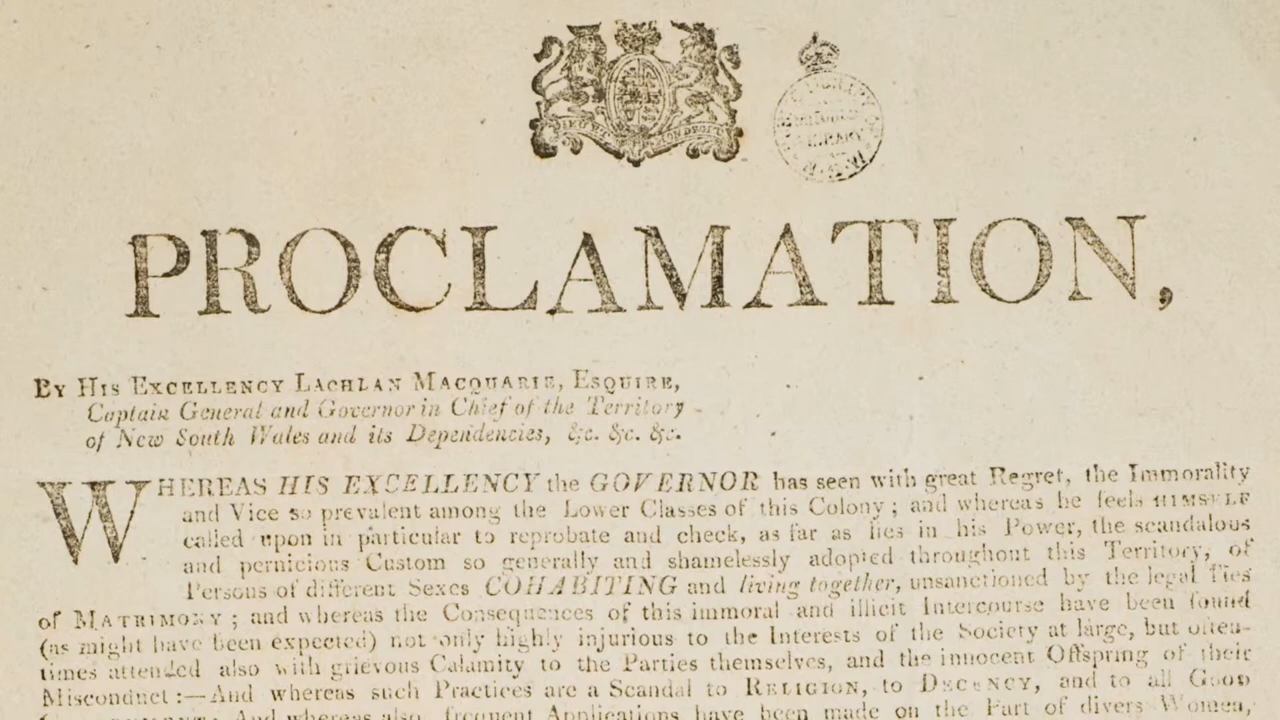 PROCLAMATION,
BY HIS EXCELLENCY LACHLAN MACQUARIE, ESQUIRE,
Captain General and Governor in Chief of the Territory
of New South Wales and its Dependencies, &c. &c. &c.
WHEREAS HIS EXCELLENCY the GOVERNOR has seen with great Regret, the Immorality
and Vice so prevalent among the Lower Classes of this Colony; and whereas he feels HIMSELF
called upon in particular to reprobate and check, as far as lies in his Power, the scandalous
and pernicious Custom so generally and shamelessly adopted throughout this Territory, of
Persons of different Sexes COHABITING and living together, unsanctioned by the legal Ties
of MATRIMONY; and whereas the Consequences of this immoral and illicit Intercourse have been found
(as might have been expected) not only highly injurious to the Interests of the Society at large, but often-
times attended also with grievous Calamity to the Parties themselves, and the innocent Offspring of their
Misconduct:—And whereas such Practices are a Scandal to RELIGION, to DECENCY, and to all GOOD
And whereas also, frequent Applications have been made on the Part of divers Women,